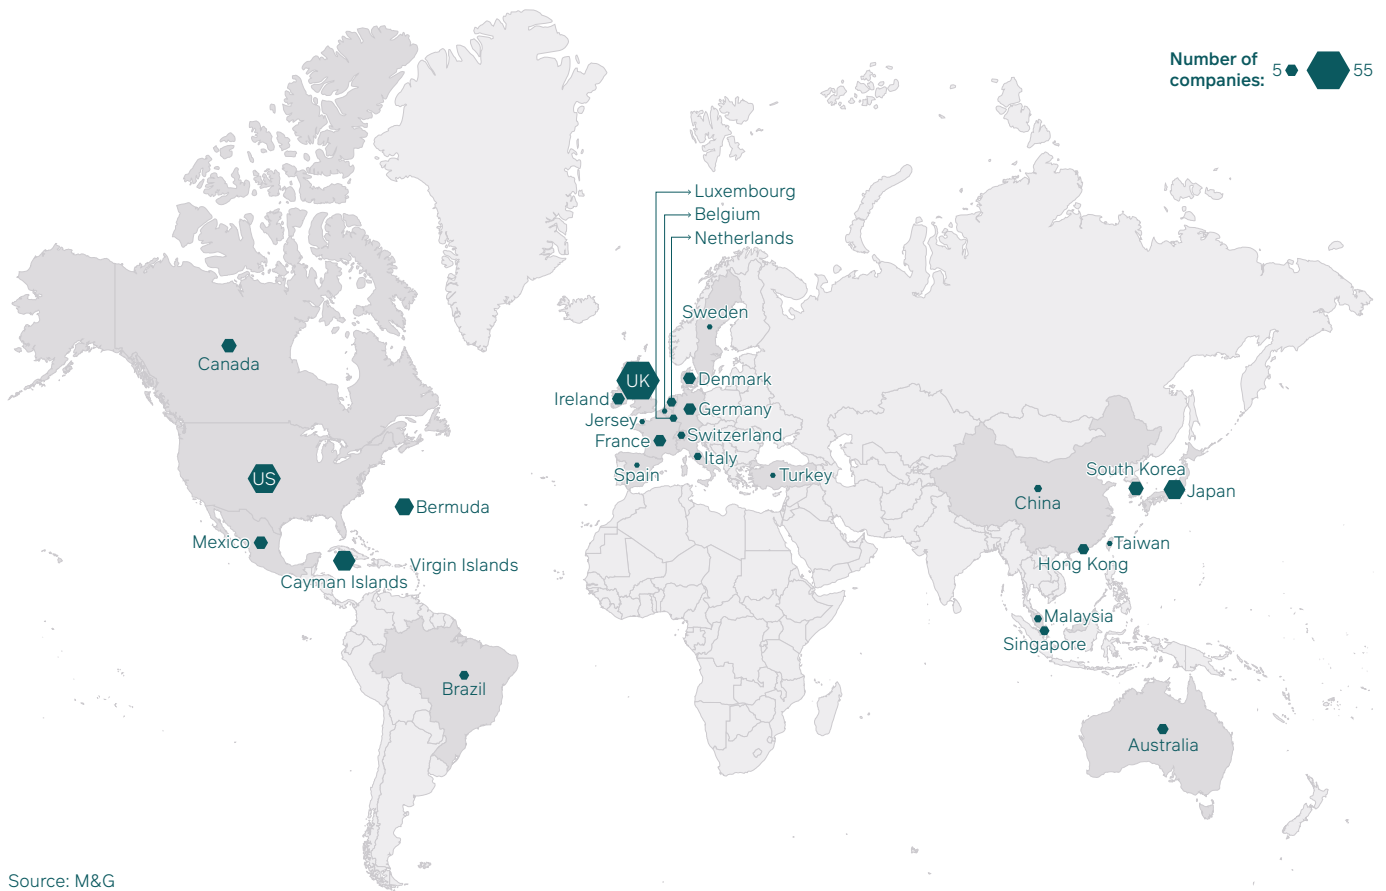 Number of
companies:
5
55
Luxembourg
Belgium
Netherlands
Sweden
Canada
UK
Denmark
Ireland
Germany
Jersey
Switzerland
France
Italy
Spain
Turkey
South Korea
US
Japan
China
Bermuda
Mexico
Taiwan
Virgin Islands
Hong Kong
Cayman Islands
Malaysia
Singapore
Brazil
Australia
Source: M&G